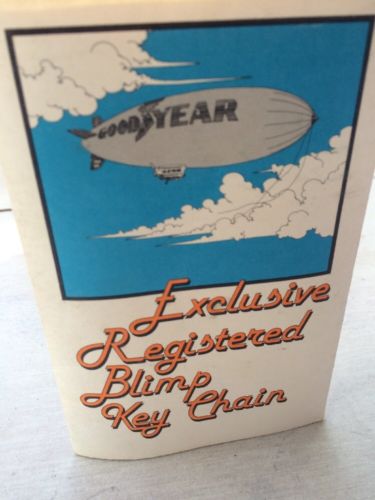 GOODYEAR
Exclusive
Registered
Blimp
Key Chain